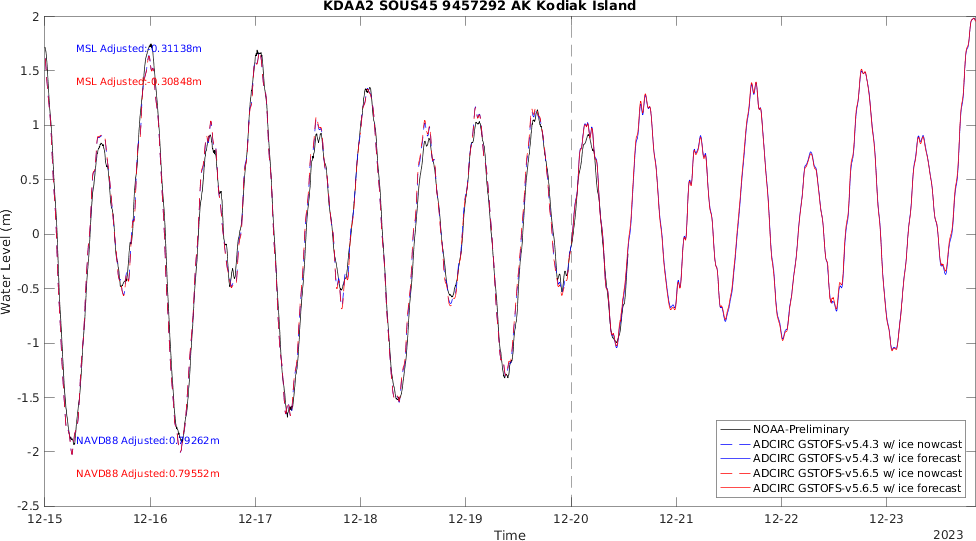 KDAA2 SOUS45 9457292 AK Kodiak Island
2
1.5
1
0.5
0
-0.5
-1
-1.5
-2
-2.5
Water Level (m)
MSL Adjusted:-0.31138m
MSL Adjusted:-0.30848m
NAVD88 Adjusted:0.79262m
NAVD88 Adjusted:0.79552m
NOAA-Preliminary
ADCIRC GSTOFS-v5.4.3 w/ ice nowcast
ADCIRC GSTOFS-v5.4.3 w/ ice forecast
ADCIRC GSTOFS-v5.6.5 w/ ice nowcast
ADCIRC GSTOFS-v5.6.5 w/ ice forecast
12-15 12-16 12-17 12-18 12-19 12-20 12-21 12-22 12-23
Time
2023